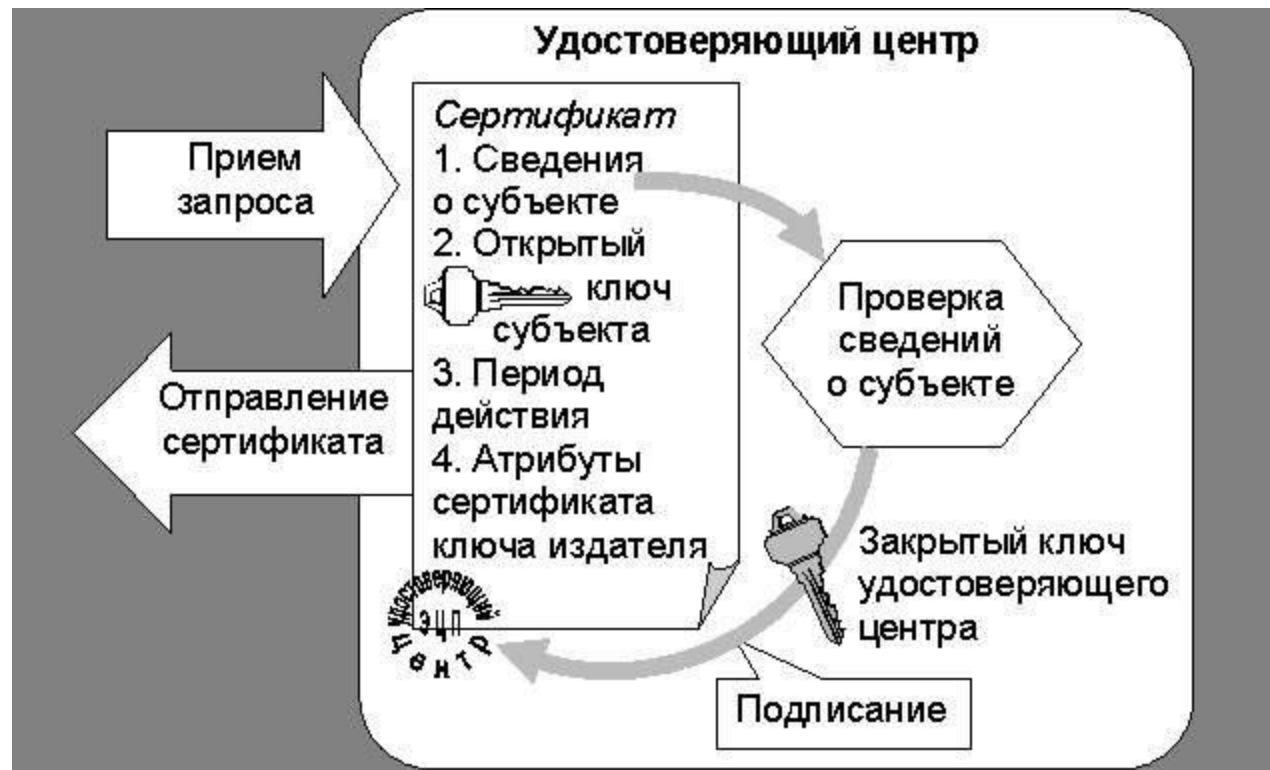 Удостоверяющий центр
Прием
запроса
Сертификат
1. Сведения
о субъекте
2. Открытый
ключ
субъекта
3. Период
действия
4. Атрибуты
сертификата
ключа издателя
Отправление
сертификата
Проверка
сведений
о субъекте
Закрытый ключ
удостоверяющего
центра
Удостоверяющий
ЭЦП
центр
Подписание